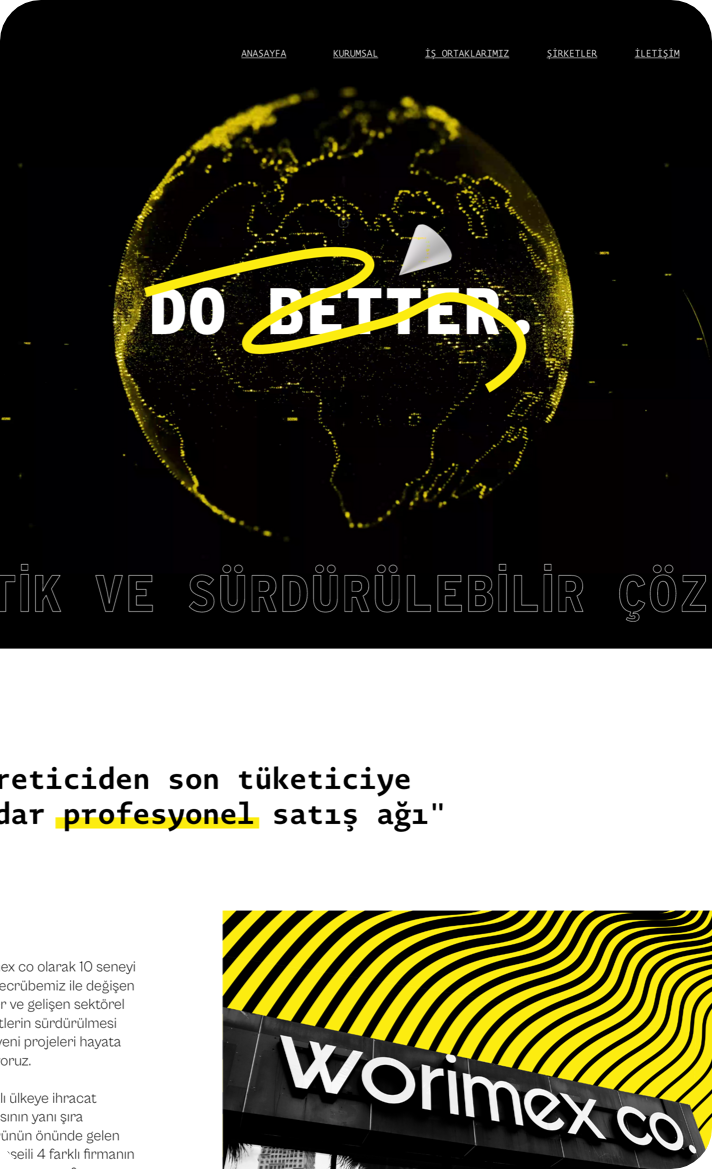 ANASAYFA KURUMSAL İŞ ORTAKLARIMIZ ŞİRKETLER İLETİŞİM
DO BETTER.
TİK VE SÜRDÜRÜLEBİLİR ÇÖZ
reticiden son tüketiciye
dar profesyonel satış ağı"
ex co olarak 10 seneyi
ecrübemiz ile değişen
r ve gelişen sektörel
tlerin sürdürülmesi
yeni projeleri hayata
yoruz.
lı ülkeye ihracat
sının yanı sıra
ünün önünde gelen
seili 4 farklı firmanın
worimex co.